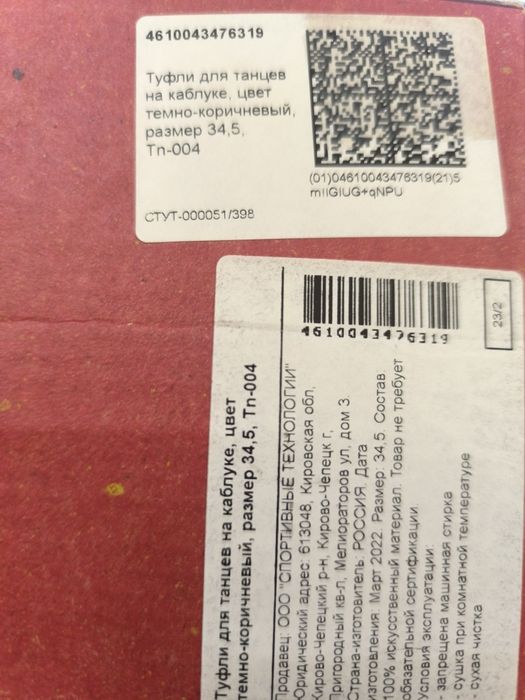 4610043476319
Туфли для танцев
на каблуке, цвет
темно-коричневый,
размер 34,5,
Тп-004
(01)04610043476319(21)5
СТУТ-000051/398
4610043476319
23/2
Туфли для танцев на каблуке, цвет
темно-коричневый, размер 34,5, Тп-004
Продавец: ООО "СПОРТИВНЫЕ ТЕХНОЛОГИИ"
Юридический адрес: 613048, Кировская обл,
Кирово-Чепецкий р-н, Кирово-Чепецк г,
Пригородный кв-л, Мелиораторов ул, дом 3
Страна-изготовитель: РОССИЯ. Дата
изготовления: Март 2022. Размер: 34,5. Состав
100% искусственный материал. Товар не требует
обязательной сертификации
Условия эксплуатации:
- запрещена машинная стирка
сушка при комнатной температуре
- сухая чистка